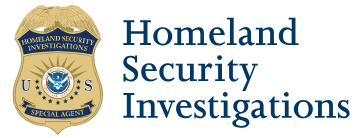 HOMELAND SECURITY
INVESTIGATIONS
U S
SPECIAL AGENT
Homeland
Security
Investigations